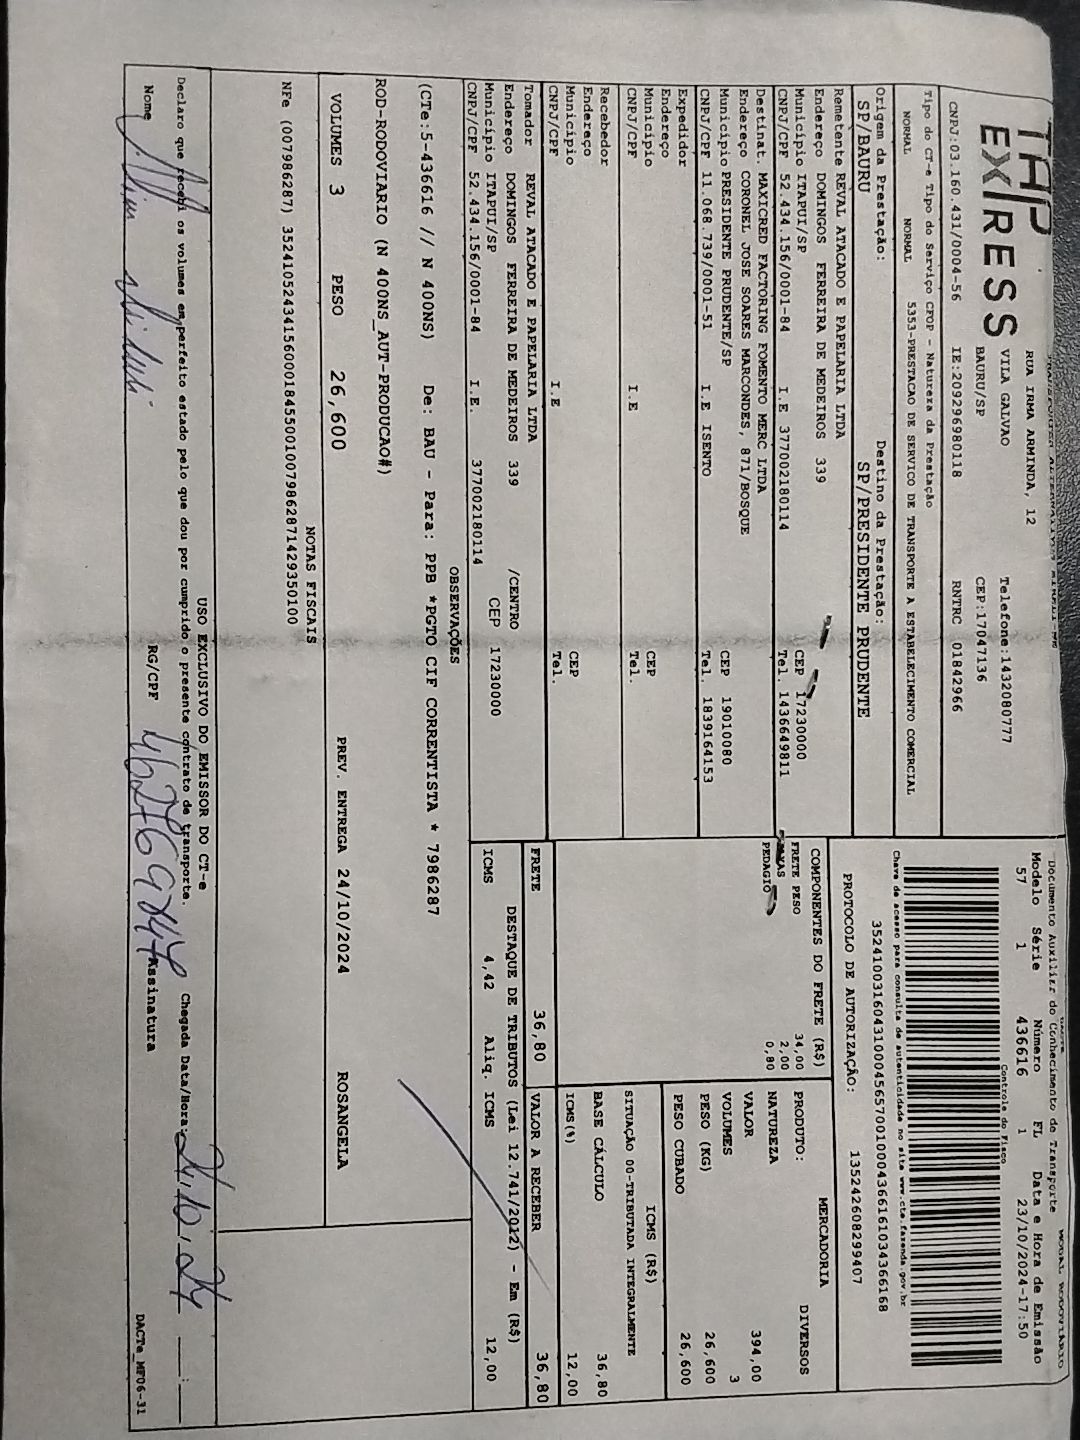 TAP
EXPRESS
RUA IRMA ARMINDA, 12
VILA GALVAO
BAURU/SP
Telefone:1432080777
CEP:17047136
CNPJ:03.160.431/0004-56 IE:209296980118 RNTRC 01842966
Documento Auxiliar do Conhecimento de Transporte MODAL RODOVIÁRIO
Modelo Série Número FL Data e Hora de Emissão
57 1 436616 1 23/10/2024-17:50
Controle do Fisco
Tipo do CT-e Tipo do Serviço CFOP - Natureza da Prestação
NORMAL NORMAL 5353-PRESTACAO DE SERVICO DE TRANSPORTE A ESTABELECIMENTO COMERCIAL
Chave de acesso para consulta de autenticidade no site www.cte.fazenda.gov.br
35241003160431000456570010004366161034366168
Origem da Prestação: Destino da Prestação:
SP/BAURU SP/PRESIDENTE PRUDENTE
PROTOCOLO DE AUTORIZAÇÃO: 135242608299407
Remetente REVAL ATACADO E PAPELARIA LTDA
Endereço DOMINGOS FERREIRA DE MEDEIROS 339
Município ITAPUI/SP CEP 17230000
CNPJ/CPF 52.434.156/0001-84 I.E 377002180114 Tel. 1436649811
Destinat. MAXICRED FACTORING FOMENTO MERC LTDA
Endereço CORONEL JOSE SOARES MARCONDES, 871/BOSQUE
Município PRESIDENTE PRUDENTE/SP CEP 19010080
CNPJ/CPF 11.068.739/0001-51 I.E ISENTO Tel. 1839164153
Expedidor
Endereço
Município CEP
CNPJ/CPF I.E Tel.
Recebedor
Endereço
Município CEP
CNPJ/CPF I.E Tel.
Tomador REVAL ATACADO E PAPELARIA LTDA
Endereço DOMINGOS FERREIRA DE MEDEIROS 339 /CENTRO
Município ITAPUI/SP CEP 17230000
CNPJ/CPF 52.434.156/0001-84 I.E. 377002180114
COMPONENTES DO FRETE (R$)
FRETE PESO 34,00
2,00
PEDAGIO 0,80
MERCADORIA
PRODUTO: DIVERSOS
NATUREZA
VALOR 394,00
VOLUMES 3
PESO (KG) 26,600
PESO CUBADO 26,600
ICMS (R$)
SITUAÇÃO 00-TRIBUTADA INTEGRALMENTE
BASE CÁLCULO 36,80
ICMS(%) 12,00
FRETE 36,80 VALOR A RECEBER 36,80
DESTAQUE DE TRIBUTOS (Lei 12.741/2012) - Em (R$)
ICMS 4,42 Aliq. ICMS 12,00
OBSERVAÇÕES
(CTe:5-436616 // N 400NS) De: BAU - Para: PPB *PGTO CIF CORRENTISTA * 7986287
ROD-RODOVIARIO (N 400NS_AUT-PRODUCAO#)
VOLUMES 3 PESO 26,600 PREV. ENTREGA 24/10/2024 ROSANGELA
NOTAS FISCAIS
NFe (007986287) 35241052434156000184550010079862871429350100
USO EXCLUSIVO DO EMISSOR DO CT-e
Declaro que recebi os volumes em perfeito estado pelo que dou por cumprido o presente contrato de transporte.
Nome RG/CPF Assinatura Chegada Data/Hora: 24.10.24
DACTe_MF06-31